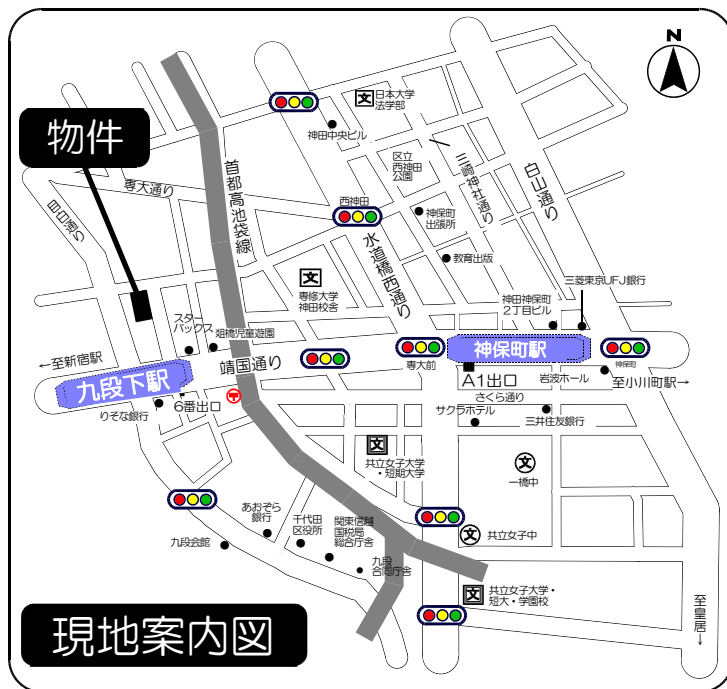 N
日本大学
法学部
神田中央ビル
物件
首都高池袋線
区立
西神田
公園
三崎神社通り
白山通り
専大通り
目白通り
西神田
神保町
出張所
水道橋西通り
教育出版
専修大学
神田校舎
三菱東京UFJ銀行
神田神保町
2丁目ビル
スター
バックス
俎橋児童遊園
靖国通り
←至新宿駅
九段下駅
専大前
神保町駅
神保町
A1出口
岩波ホール
至小川町駅→
りそな銀行
6番出口
さくら通り
サクラホテル
三井住友銀行
文
共立女子大学
・短期大学
文
一橋中
あおぞら
銀行
千代田
区役所
関東信越
国税局
総合庁舎
九段会館
九段
合同庁舎
文
共立女子中
文
共立女子大学・
短大・学園校
至皇居→
文
文
現地案内図